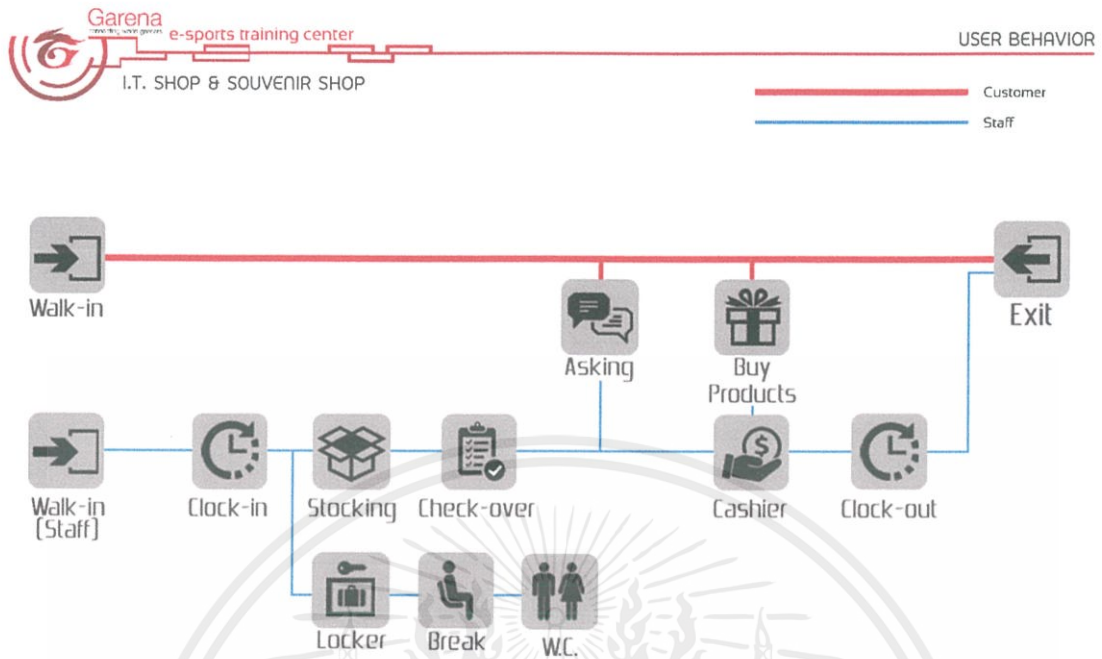 Garena
e-sports training center
I.T. SHOP & SOUVENIR SHOP
USER BEHAVIOR
Customer
Staff
Walk-in
Exit
Asking
Buy
Products
Walk-in
(Staff)
Clock-in
Stocking
Check-over
Cashier
Clock-out
Locker
Break
W.C.